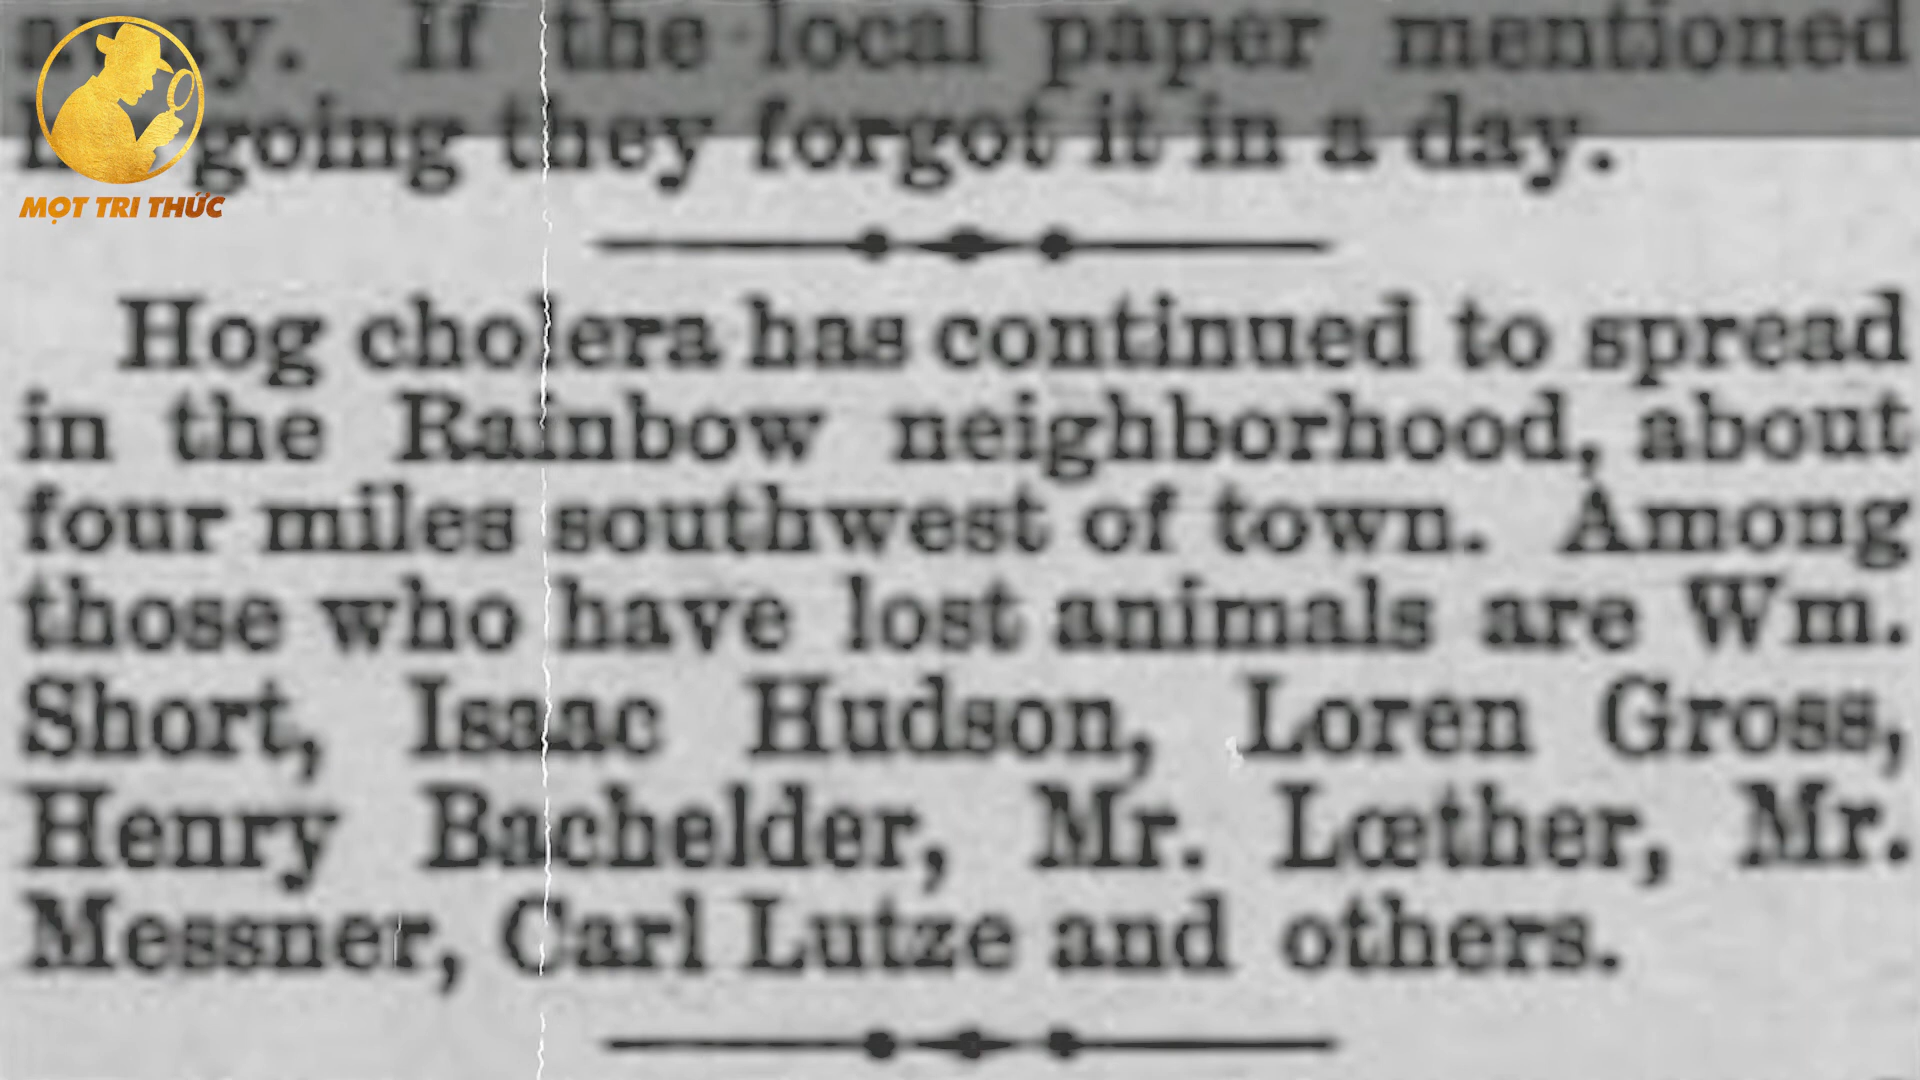 away. If the local paper mentioned
going they forgot it in a day.
Hog cholera has continued to spread
in the Rainbow neighborhood, about
four miles southwest of town. Among
those who have lost animals are Wm.
Short, Isaac Hudson, Loren Gross,
Henry Bachelder, Mr. Lœther, Mr.
Messner, Carl Lutze and others.
MỌT TRI THỨC